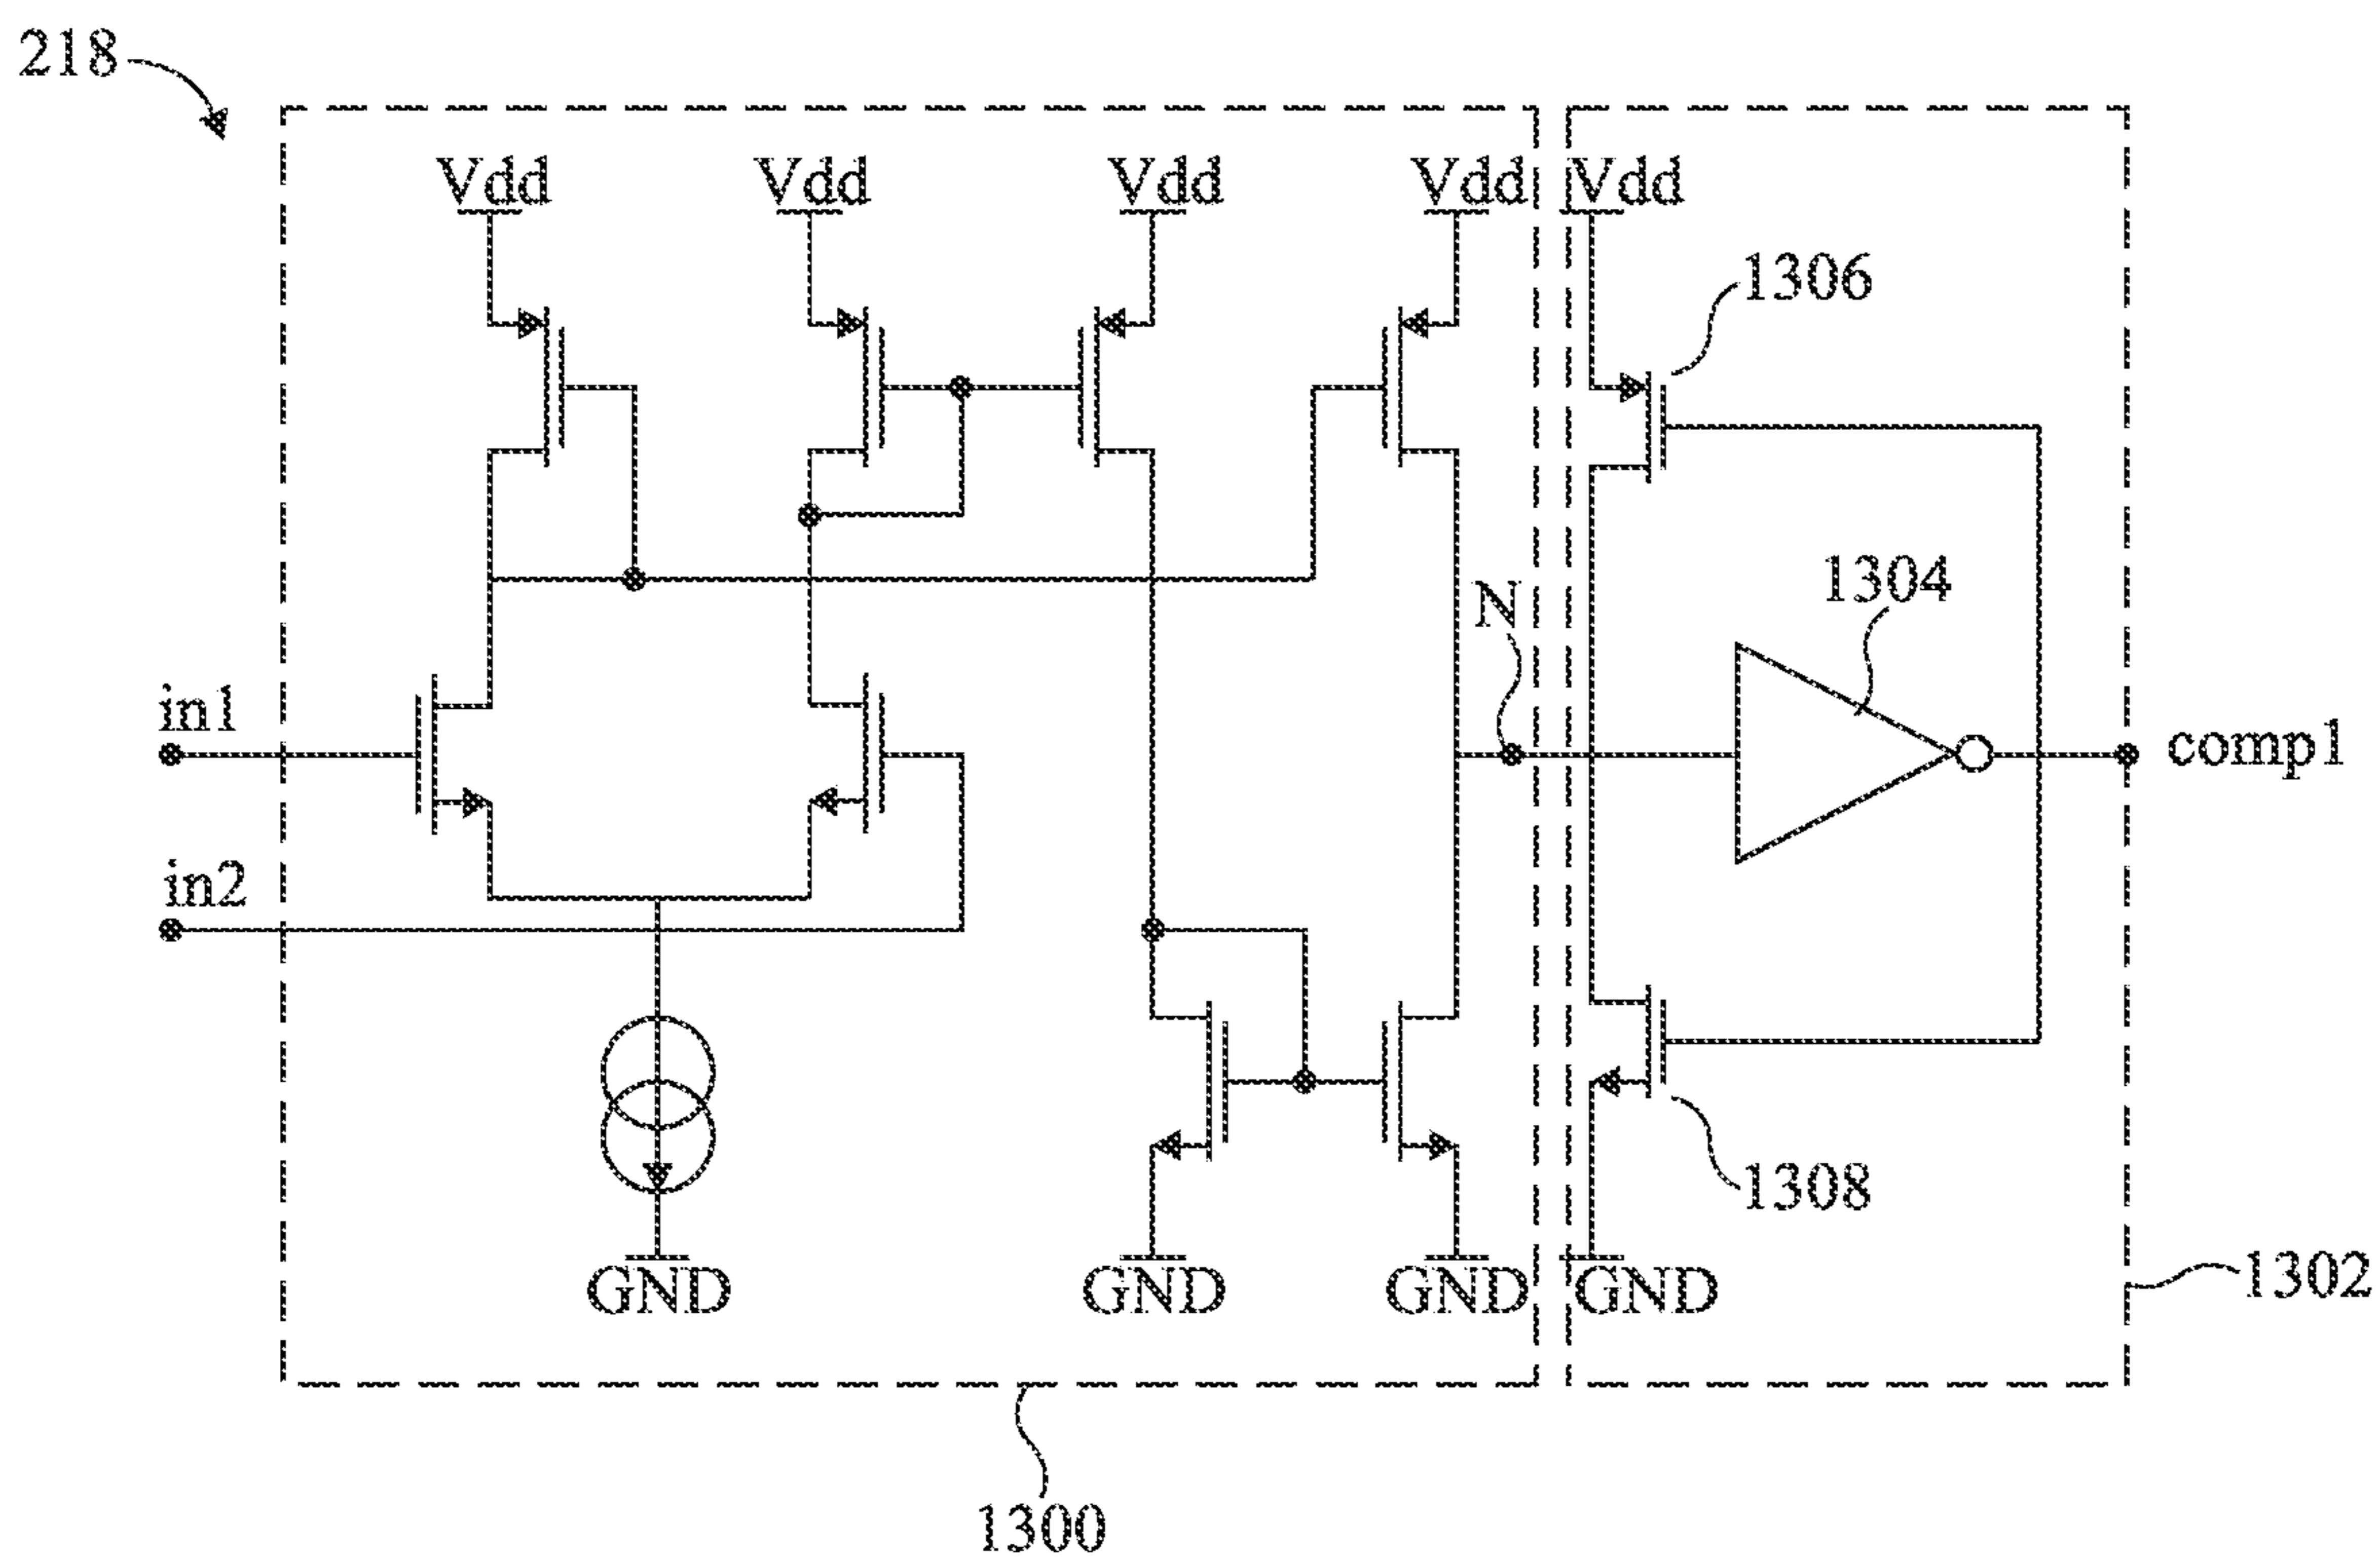 218
Vdd Vdd Vdd Vdd Vdd
1306
1304
N
in1
comp1
in2
1308
GND GND GND GND
1302
1300